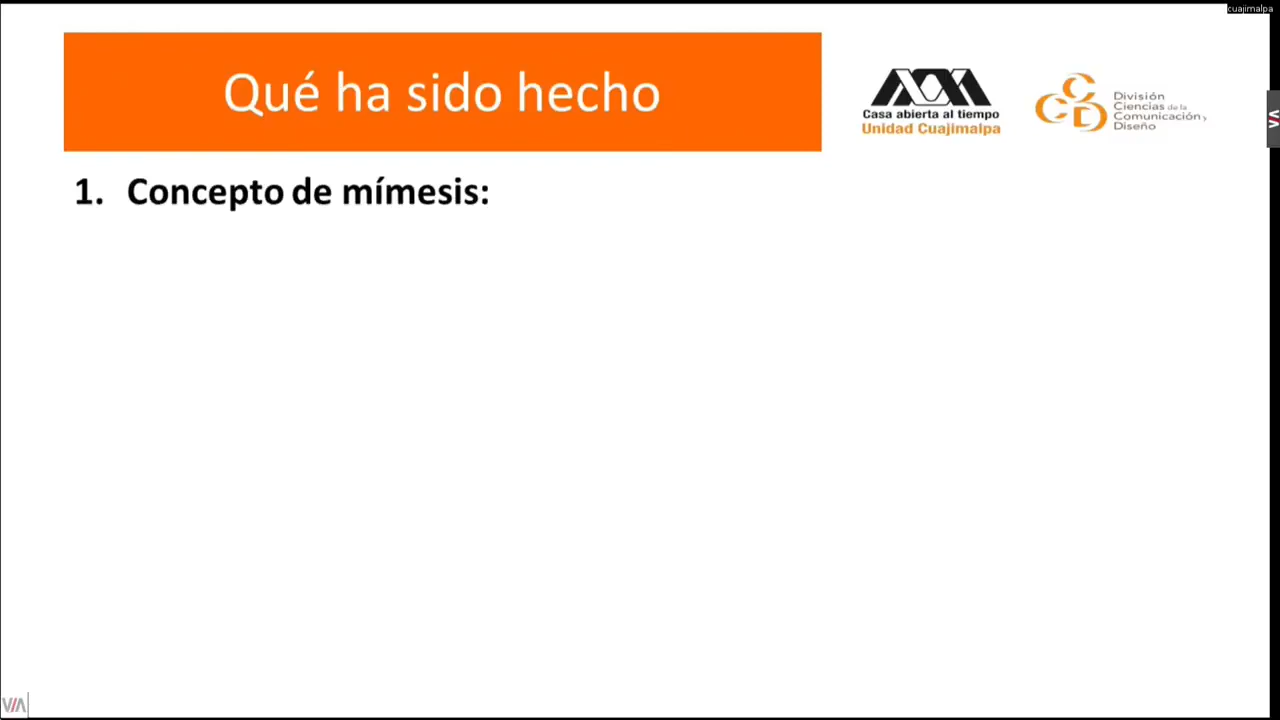 cuajimalpa
Qué ha sido hecho
Casa abierta al tiempo
Unidad Cuajimalpa
C
C
D
División
Ciencias de la
Comunicación y
Diseño
1. Concepto de mímesis:
VIA